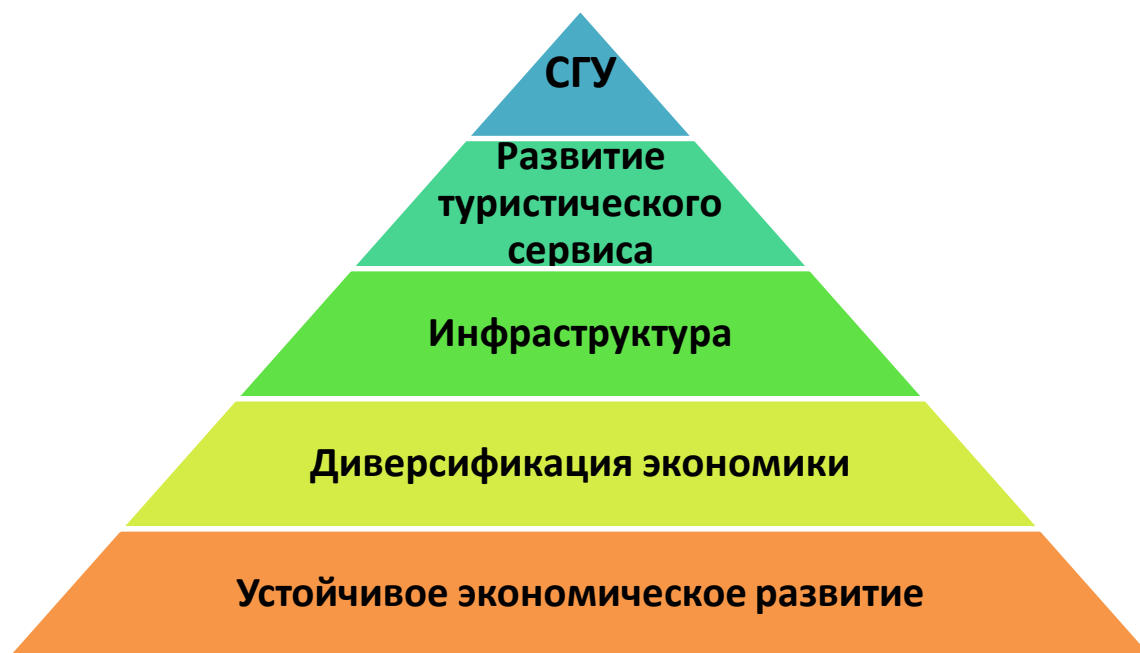 СГУ
Развитие
туристического
сервиса
Инфраструктура
Диверсификация экономики
Устойчивое экономическое развитие